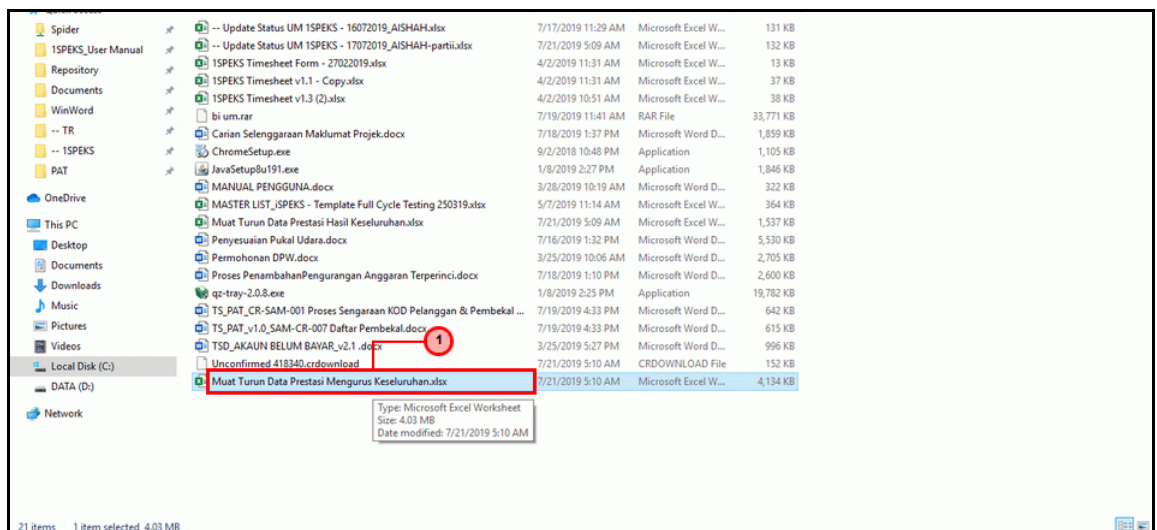 Spider
1SPEKS_User Manual
Repository
Documents
WinWord
-- TR
-- 1SPEKS
PAT
OneDrive
This PC
Desktop
Documents
Downloads
Music
Pictures
Videos
Local Disk (C:)
DATA (D:)
Network
-- Update Status UM 1SPEKS - 16072019_AISHAH.xlsx 7/17/2019 11:29 AM Microsoft Excel W... 131 KB
-- Update Status UM 1SPEKS - 17072019_AISHAH-partii.xlsx 7/21/2019 5:09 AM Microsoft Excel W... 132 KB
1SPEKS Timesheet Form - 27022019.xlsx 4/2/2019 11:31 AM Microsoft Excel W... 13 KB
1SPEKS Timesheet v1.1 - Copy.xlsx 4/2/2019 11:31 AM Microsoft Excel W... 37 KB
1SPEKS Timesheet v1.3 (2).xlsx 4/2/2019 10:51 AM Microsoft Excel W... 38 KB
bi um.rar 7/19/2019 11:41 AM RAR File 33,771 KB
Carian Selenggaraan Maklumat Projek.docx 7/18/2019 1:37 PM Microsoft Word D... 1,859 KB
ChromeSetup.exe 9/2/2018 10:48 PM Application 1,105 KB
JavaSetup8u191.exe 1/8/2019 2:27 PM Application 1,846 KB
MANUAL PENGGUNA.docx 3/28/2019 10:19 AM Microsoft Word D... 322 KB
MASTER LIST_iSPEKS - Template Full Cycle Testing 250319.xlsx 5/7/2019 11:14 AM Microsoft Excel W... 364 KB
Muat Turun Data Prestasi Hasil Keseluruhan.xlsx 7/21/2019 5:09 AM Microsoft Excel W... 1,537 KB
Penyesuaian Pukal Udara.docx 7/16/2019 1:32 PM Microsoft Word D... 5,530 KB
Permohonan DPW.docx 3/25/2019 10:06 AM Microsoft Word D... 2,705 KB
Proses PenambahanPengurangan Anggaran Terperinci.docx 7/18/2019 1:10 PM Microsoft Word D... 2,600 KB
qz-tray-2.0.8.exe 1/8/2019 2:25 PM Application 19,782 KB
TS_PAT_CR-SAM-001 Proses Sengaraan KOD Pelanggan & Pembekal ... 7/19/2019 4:33 PM Microsoft Word D... 642 KB
TS_PAT_v1.0_SAM-CR-007 Daftar Pembekal.docx 7/19/2019 4:33 PM Microsoft Word D... 615 KB
TSD_AKAUN BELUM BAYAR_v2.1 .docx 3/25/2019 5:27 PM Microsoft Word D... 996 KB
1
Unconfirmed 418340.crdownload 7/21/2019 5:10 AM CRDOWNLOAD File 152 KB
Muat Turun Data Prestasi Mengurus Keseluruhan.xlsx 7/21/2019 5:10 AM Microsoft Excel W... 4,134 KB
Type: Microsoft Excel Worksheet
Size: 4.03 MB
Date modified: 7/21/2019 5:10 AM
21 items 1 item selected 4.03 MB